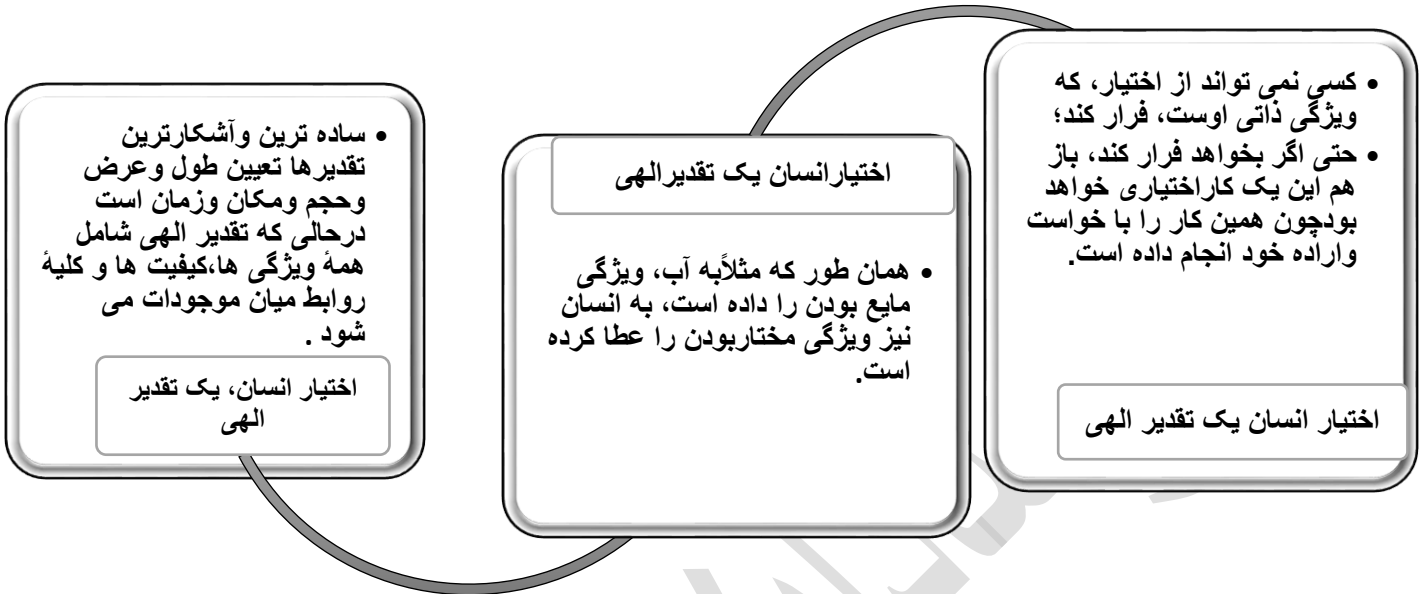 • کسی نمی تواند از اختیار، که
ویژگی ذاتی اوست، فرار کند؛
• حتی اگر بخواهد فرار کند، باز
هم این یک کاراختیاری خواهد
بودچون همین کار را با خواست
واراده خود انجام داده است.
اختیار انسان یک تقدیر الهی
اختیارانسان یک تقدیرالهی
• همان طور که مثلاًبه آب، ویژگی
مایع بودن را داده است، به انسان
نیز ویژگی مختاربودن را عطا کرده
است.
• ساده ترین وآشکارترین
تقدیرها تعیین طول وعرض
وحجم ومکان وزمان است
درحالی که تقدیر الهی شامل
همهٔ ویژگی ها،کیفیت ها و کلیهٔ
روابط میان موجودات می
شود .
اختیار انسان، یک تقدیر
الهی